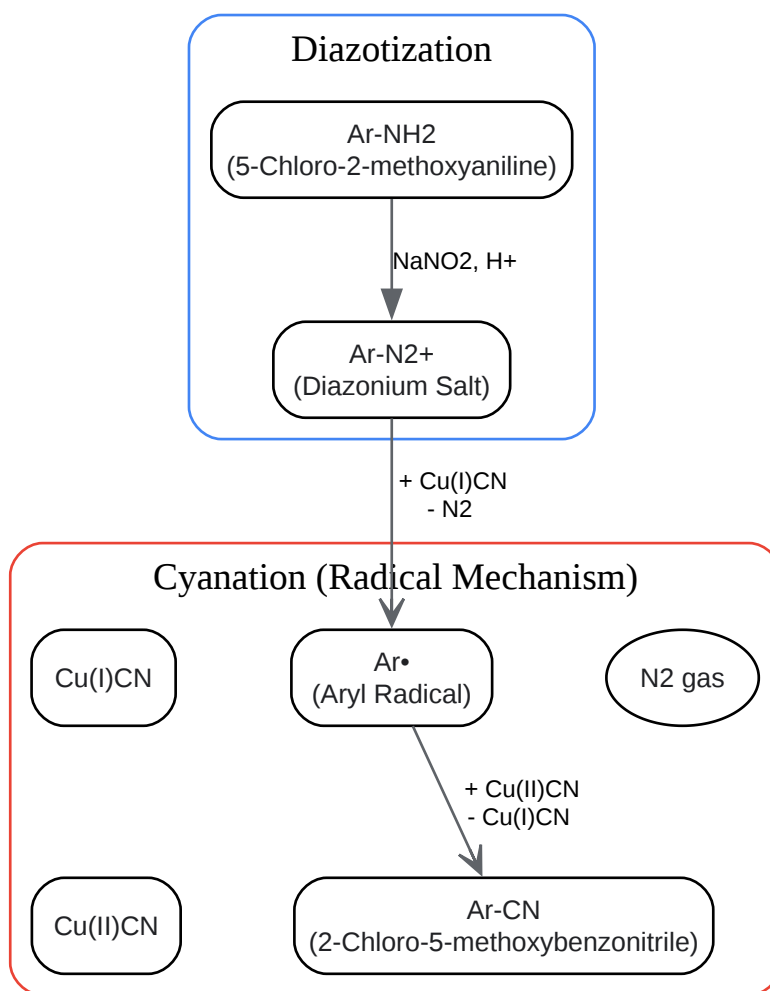 Diazotization
Ar-NH2
(5-Chloro-2-methoxyaniline)
NaNO2, H+
Ar-N2+
(Diazonium Salt)
+ Cu(I)CN
- N2
Cyanation (Radical Mechanism)
Cu(I)CN
Ar•
(Aryl Radical)
N2 gas
+ Cu(II)CN
- Cu(I)CN
Cu(II)CN
Ar-CN
(2-Chloro-5-methoxybenzonitrile)